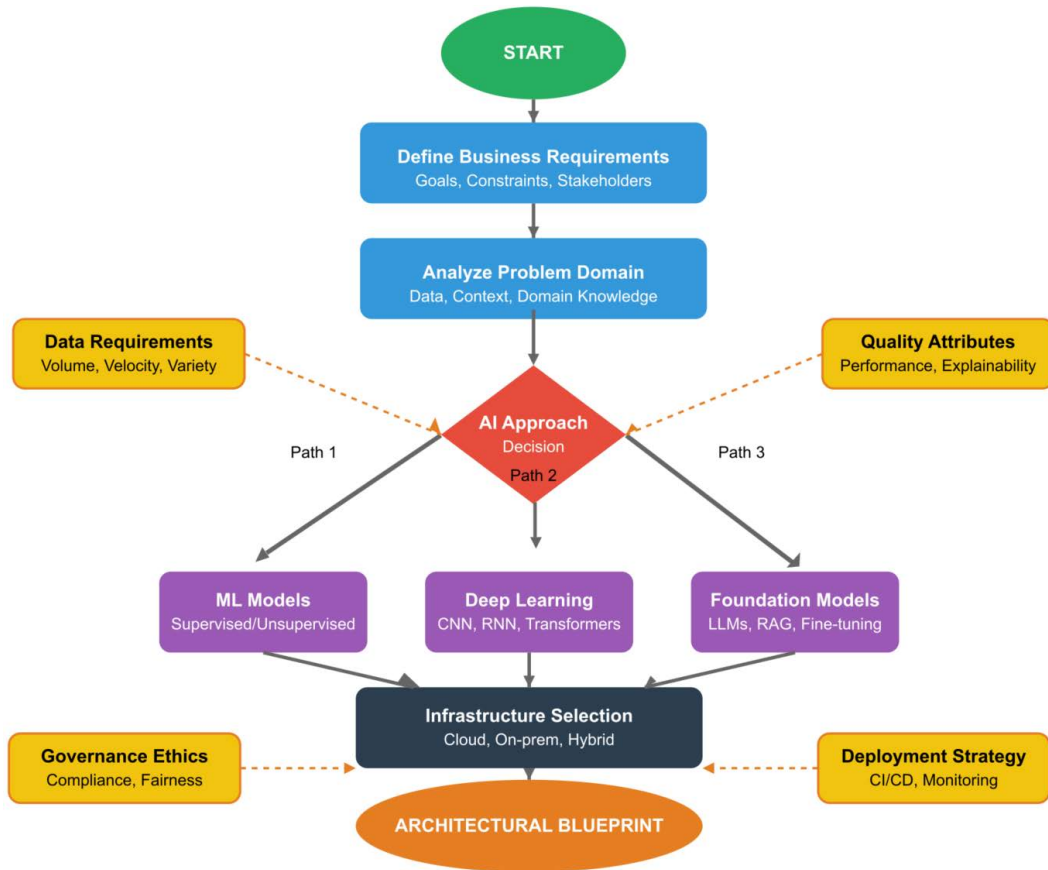 START
Define Business Requirements
Goals, Constraints, Stakeholders
Analyze Problem Domain
Data, Context, Domain Knowledge
Data Requirements
Volume, Velocity, Variety
Quality Attributes
Performance, Explainability
AI Approach
Decision
Path 1
Path 2
Path 3
ML Models
Supervised/Unsupervised
Deep Learning
CNN, RNN, Transformers
Foundation Models
LLMs, RAG, Fine-tuning
Infrastructure Selection
Cloud, On-prem, Hybrid
Governance Ethics
Compliance, Fairness
Deployment Strategy
CI/CD, Monitoring
ARCHITECTURAL BLUEPRINT